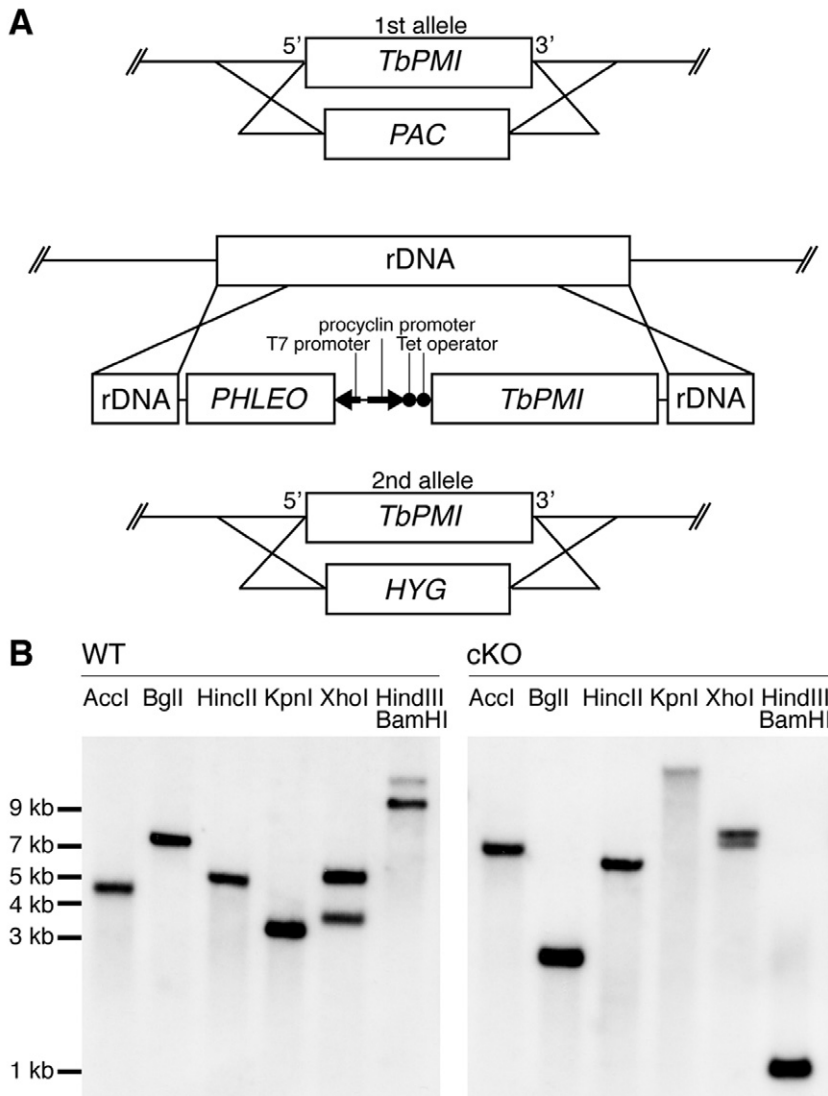 A
1st allele
5’ TbPMI 3’
PAC
rDNA
procyclin promoter
T7 promoter Tet operator
rDNA PHLEO TbPMI rDNA
2nd allele
5’ TbPMI 3’
HYG
B WT cKO
AccI BglI HincII KpnI XhoI HindIII AccI BglI HincII KpnI XhoI HindIII
BamHI BamHI
9 kb
7 kb
5 kb
4 kb
3 kb
1 kb